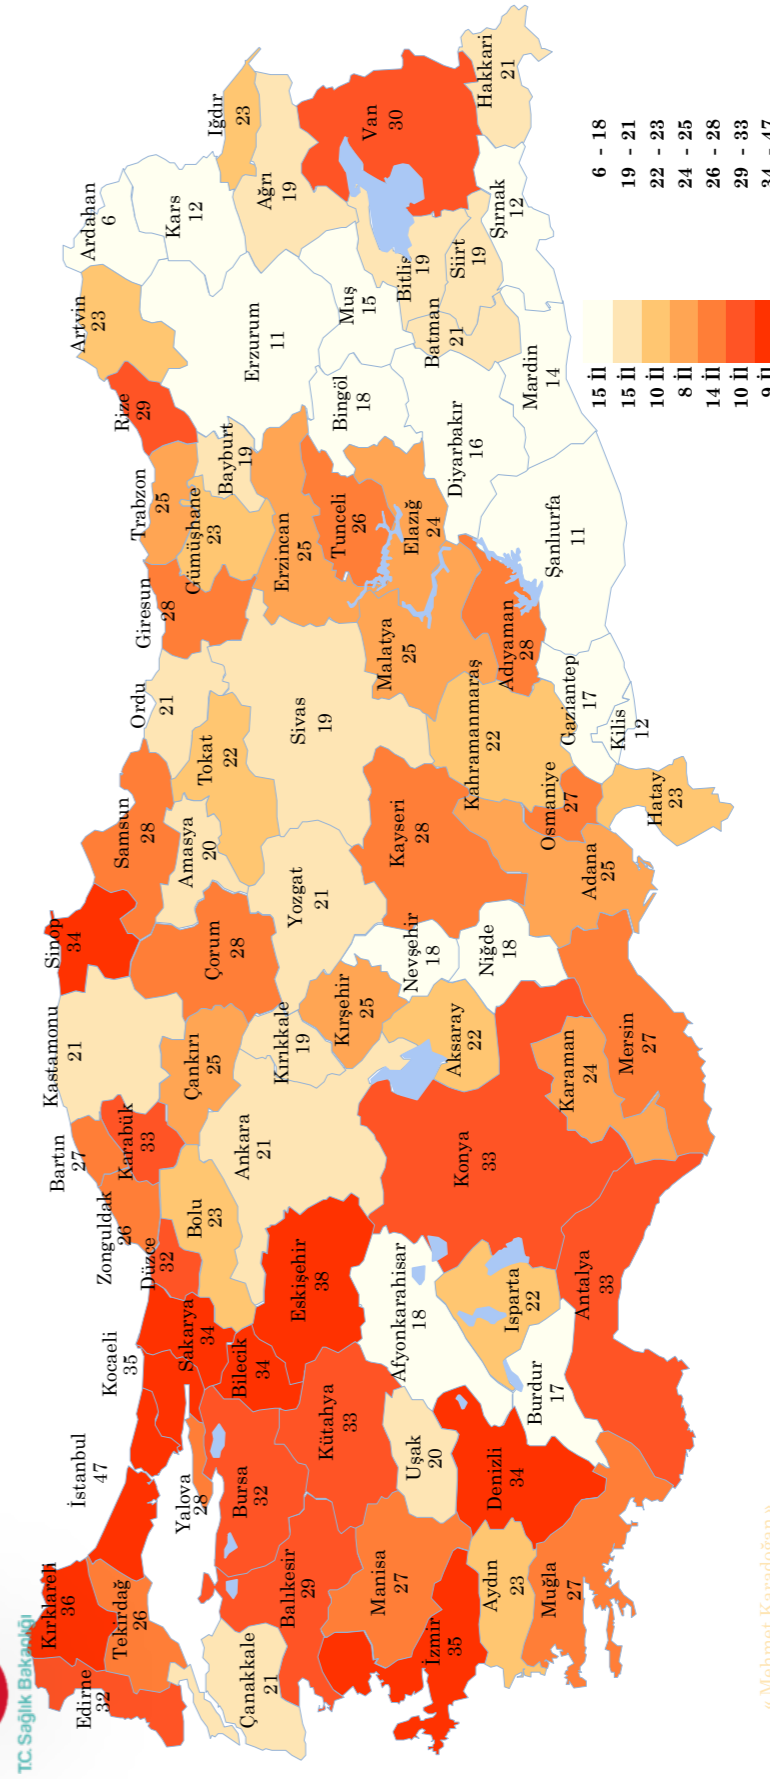 T.C. Sağlık Bakanlığı
Kırklareli
36
Edirne
32
Tekirdağ
26
İstanbul
47
Kocaeli
35
Yalova
28
Sakarya
34
Düzce
32
Zonguldak
26
Bartın
27
Karabük
33
Kastamonu
21
Sinop
34
Samsun
28
Ordu
21
Giresun
28
Trabzon
25
Rize
29
Artvin
23
Ardahan
6
Kars
12
Iğdır
23
Ağrı
19
Çanakkale
21
Balıkesir
29
Bursa
32
Bilecik
34
Bolu
23
Çankırı
25
Çorum
28
Amasya
20
Tokat
22
Gümüşhane
23
Bayburt
19
Erzurum
11
Kütahya
33
Eskişehir
38
Ankara
21
Kırıkkale
19
Yozgat
21
Sivas
19
Erzincan
25
Tunceli
26
Bingöl
18
Muş
15
Van
30
Manisa
27
Uşak
20
Afyonkarahisar
18
Kırşehir
25
Nevşehir
18
Kayseri
28
Malatya
25
Elazığ
24
Bitlis
19
İzmir
35
Aydın
23
Denizli
34
Isparta
22
Konya
33
Aksaray
22
Niğde
18
Kahramanmaraş
22
Adıyaman
28
Diyarbakır
16
Batman
21
Siirt
19
Şırnak
12
Hakkari
21
Muğla
27
Burdur
17
Antalya
33
Karaman
24
Mersin
27
Adana
25
Osmaniye
27
Hatay
23
Gaziantep
17
Kilis
12
Şanlıurfa
11
Mardin
14
15 il 6 - 18
15 il 19 - 21
10 il 22 - 23
8 il 24 - 25
14 il 26 - 28
10 il 29 - 33
9 il 34 - 47
« Mehmet Karadoğan »